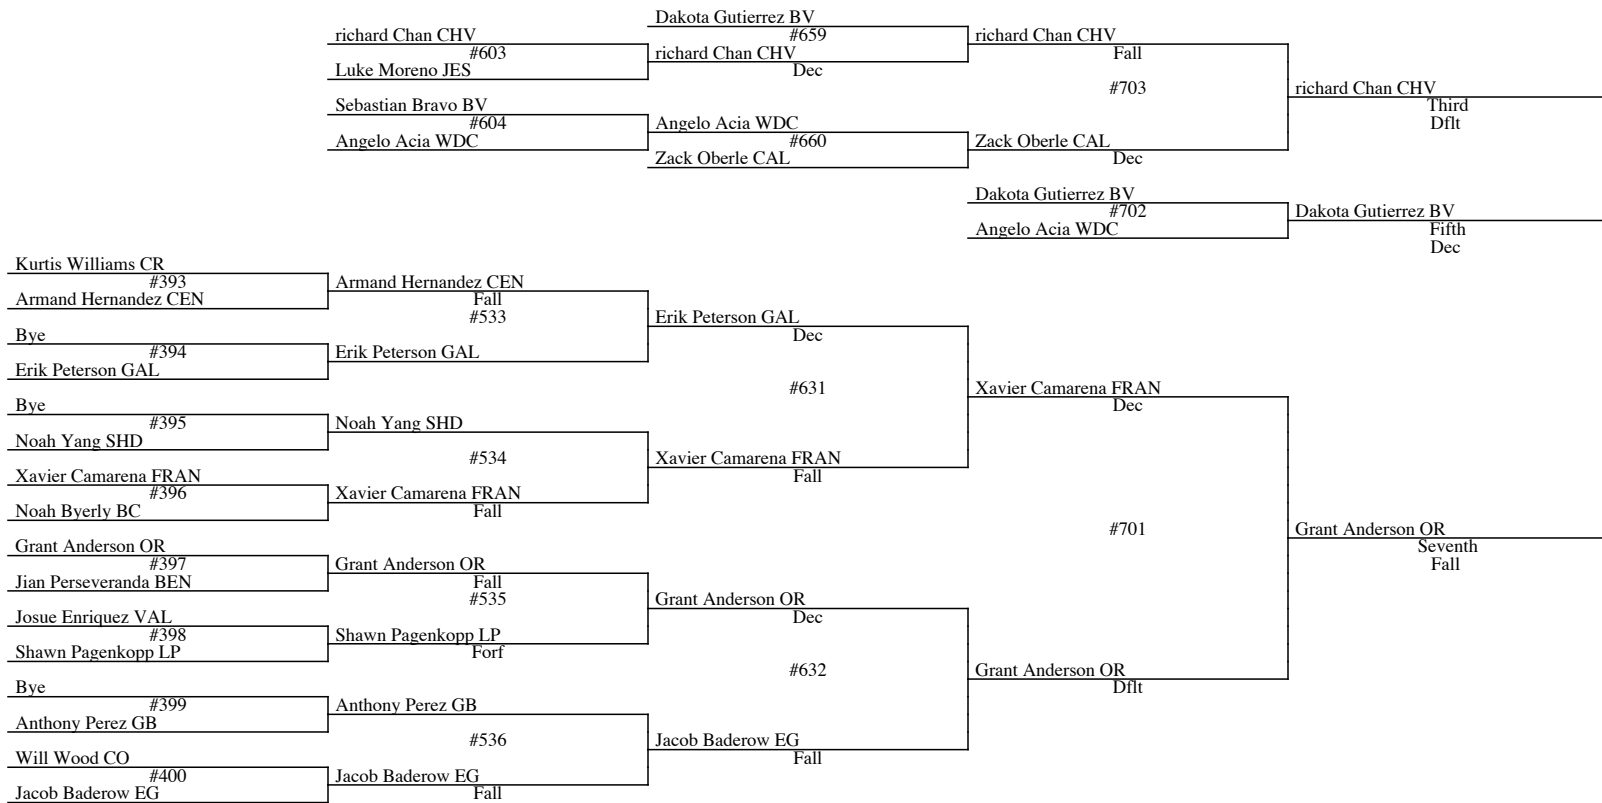 Dakota Gutierrez BV
richard Chan CHV
#659
richard Chan CHV
#603
richard Chan CHV
Fall
Luke Moreno JES
Dec
#703
richard Chan CHV
Sebastian Bravo BV
Third
#604
Angelo Acia WDC
Dflt
Angelo Acia WDC
#660
Zack Oberle CAL
Zack Oberle CAL
Dec
Dakota Gutierrez BV
#702
Dakota Gutierrez BV
Angelo Acia WDC
Fifth
Dec
Kurtis Williams CR
#393
Armand Hernandez CEN
Armand Hernandez CEN
Fall
#533
Erik Peterson GAL
Bye
Dec
#394
Erik Peterson GAL
Erik Peterson GAL
#631
Xavier Camarena FRAN
Bye
Dec
#395
Noah Yang SHD
Noah Yang SHD
#534
Xavier Camarena FRAN
Xavier Camarena FRAN
Fall
#396
Xavier Camarena FRAN
Noah Byerly BC
Fall
#701
Grant Anderson OR
Grant Anderson OR
Seventh
#397
Grant Anderson OR
Fall
Jian Perseveranda BEN
Fall
#535
Grant Anderson OR
Josue Enriquez VAL
Dec
#398
Shawn Pagenkopp LP
Shawn Pagenkopp LP
Forf
#632
Grant Anderson OR
Bye
Dflt
#399
Anthony Perez GB
Anthony Perez GB
#536
Jacob Baderow EG
Will Wood CO
Fall
#400
Jacob Baderow EG
Jacob Baderow EG
Fall